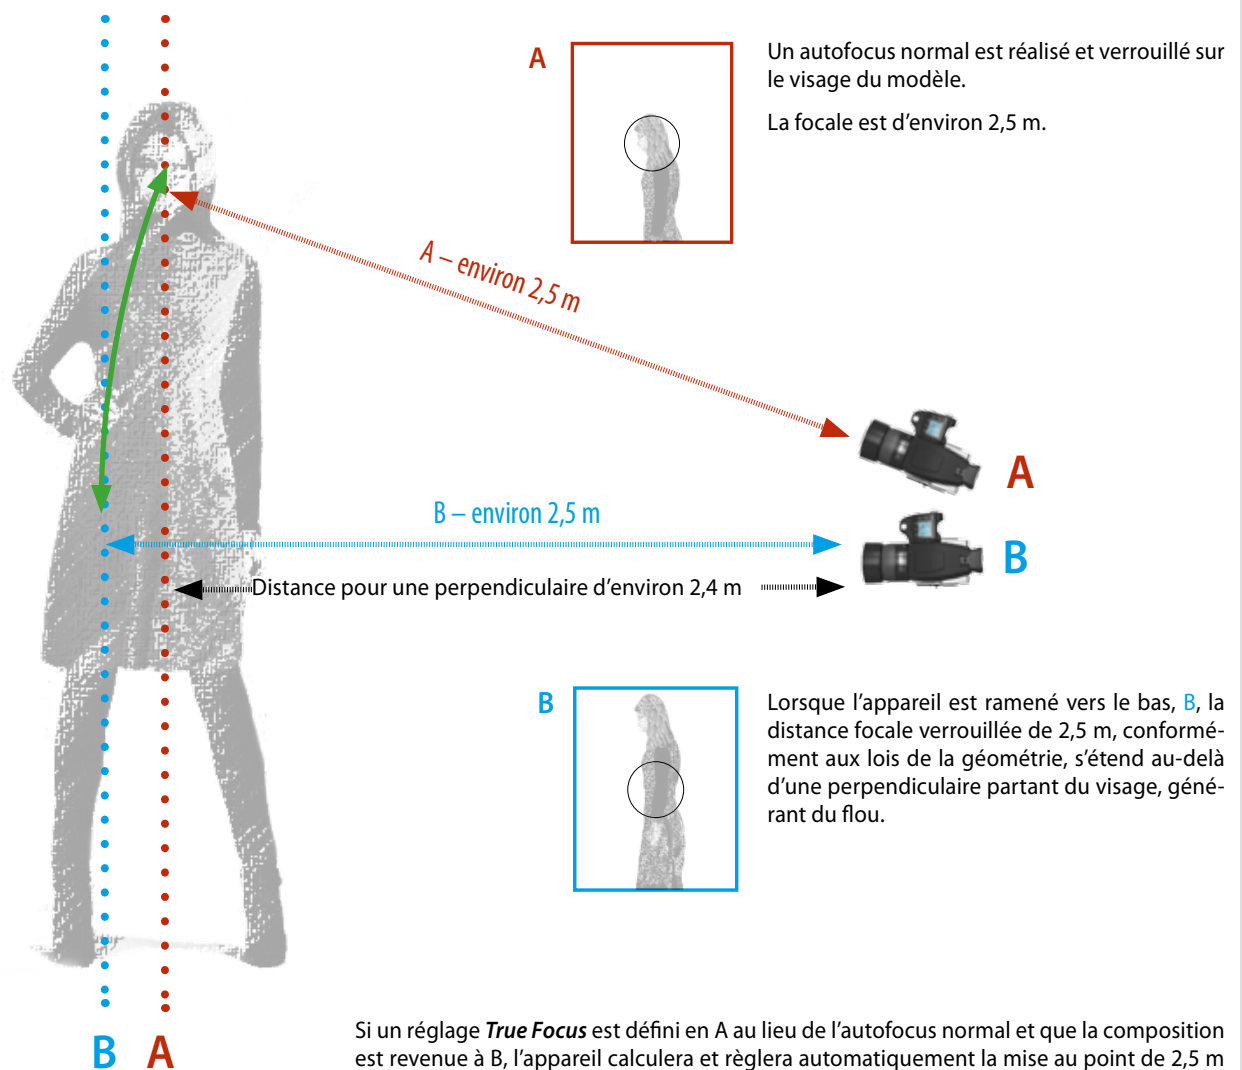 A
Un autofocus normal est réalisé et verrouillé sur
le visage du modèle.
La focale est d'environ 2,5 m.
A – environ 2,5 m
A
B – environ 2,5 m
B
Distance pour une perpendiculaire d'environ 2,4 m
B
Lorsque l'appareil est ramené vers le bas, B, la
distance focale verrouillée de 2,5 m, conformé-
ment aux lois de la géométrie, s'étend au-delà
d'une perpendiculaire partant du visage, géné-
rant du flou.
B A
Si un réglage True Focus est défini en A au lieu de l'autofocus normal et que la composition
est revenue à B, l'appareil calculera et règlera automatiquement la mise au point de 2,5 m